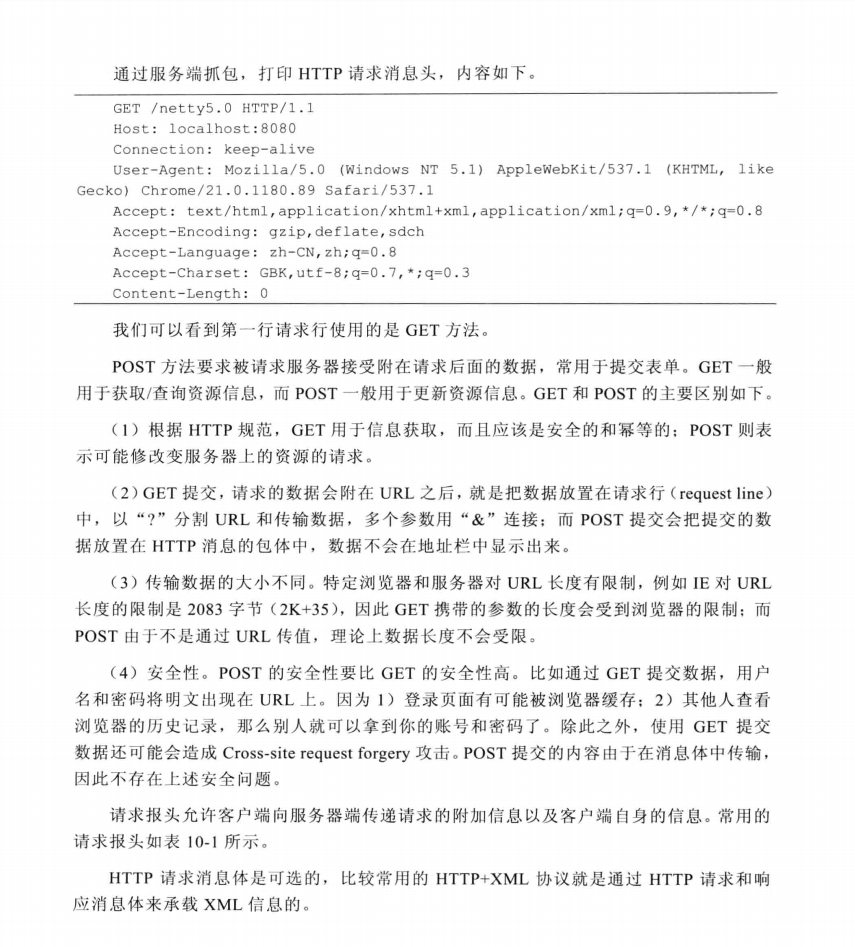 通过服务端抓包，打印 HTTP 请求消息头，内容如下。
GET /netty5.0 HTTP/1.1
Host: localhost:8080
Connection: keep-alive
User-Agent: Mozilla/5.0 (Windows NT 5.1) AppleWebKit/537.1 (KHTML, like
Gecko) Chrome/21.0.1180.89 Safari/537.1
Accept: text/html,application/xhtml+xml,application/xml;q=0.9,*/*;q=0.8
Accept-Encoding: gzip,deflate,sdch
Accept-Language: zh-CN,zh;q=0.8
Accept-Charset: GBK,utf-8;q=0.7,*;q=0.3
Content-Length: 0
我们可以看到第一行请求行使用的是 GET 方法。
POST 方法要求被请求服务器接受附在请求后面的数据，常用于提交表单。GET 一般
用于获取/查询资源信息，而 POST 一般用于更新资源信息。GET 和 POST 的主要区别如下。
（1）根据 HTTP 规范，GET 用于信息获取，而且应该是安全的和幂等的；POST 则表
示可能修改变服务器上的资源的请求。
（2）GET 提交，请求的数据会附在 URL 之后，就是把数据放置在请求行（request line）
中，以“?”分割 URL 和传输数据，多个参数用“&”连接；而 POST 提交会把提交的数
据放置在 HTTP 消息的包体中，数据不会在地址栏中显示出来。
（3）传输数据的大小不同。特定浏览器和服务器对 URL 长度有限制，例如 IE 对 URL
长度的限制是 2083 字节（2K+35），因此 GET 携带的参数的长度会受到浏览器的限制；而
POST 由于不是通过 URL 传值，理论上数据长度不会受限。
（4）安全性。POST 的安全性要比 GET 的安全性高。比如通过 GET 提交数据，用户
名和密码将明文出现在 URL 上。因为 1）登录页面有可能被浏览器缓存；2）其他人查看
浏览器的历史记录，那么别人就可以拿到你的账号和密码了。除此之外，使用 GET 提交
数据还可能会造成 Cross-site request forgery 攻击。POST 提交的内容由于在消息体中传输，
因此不存在上述安全问题。
请求报头允许客户端向服务器端传递请求的附加信息以及客户端自身的信息。常用的
请求报头如表 10-1 所示。
HTTP 请求消息体是可选的，比较常用的 HTTP+XML 协议就是通过 HTTP 请求和响
应消息体来承载 XML 信息的。